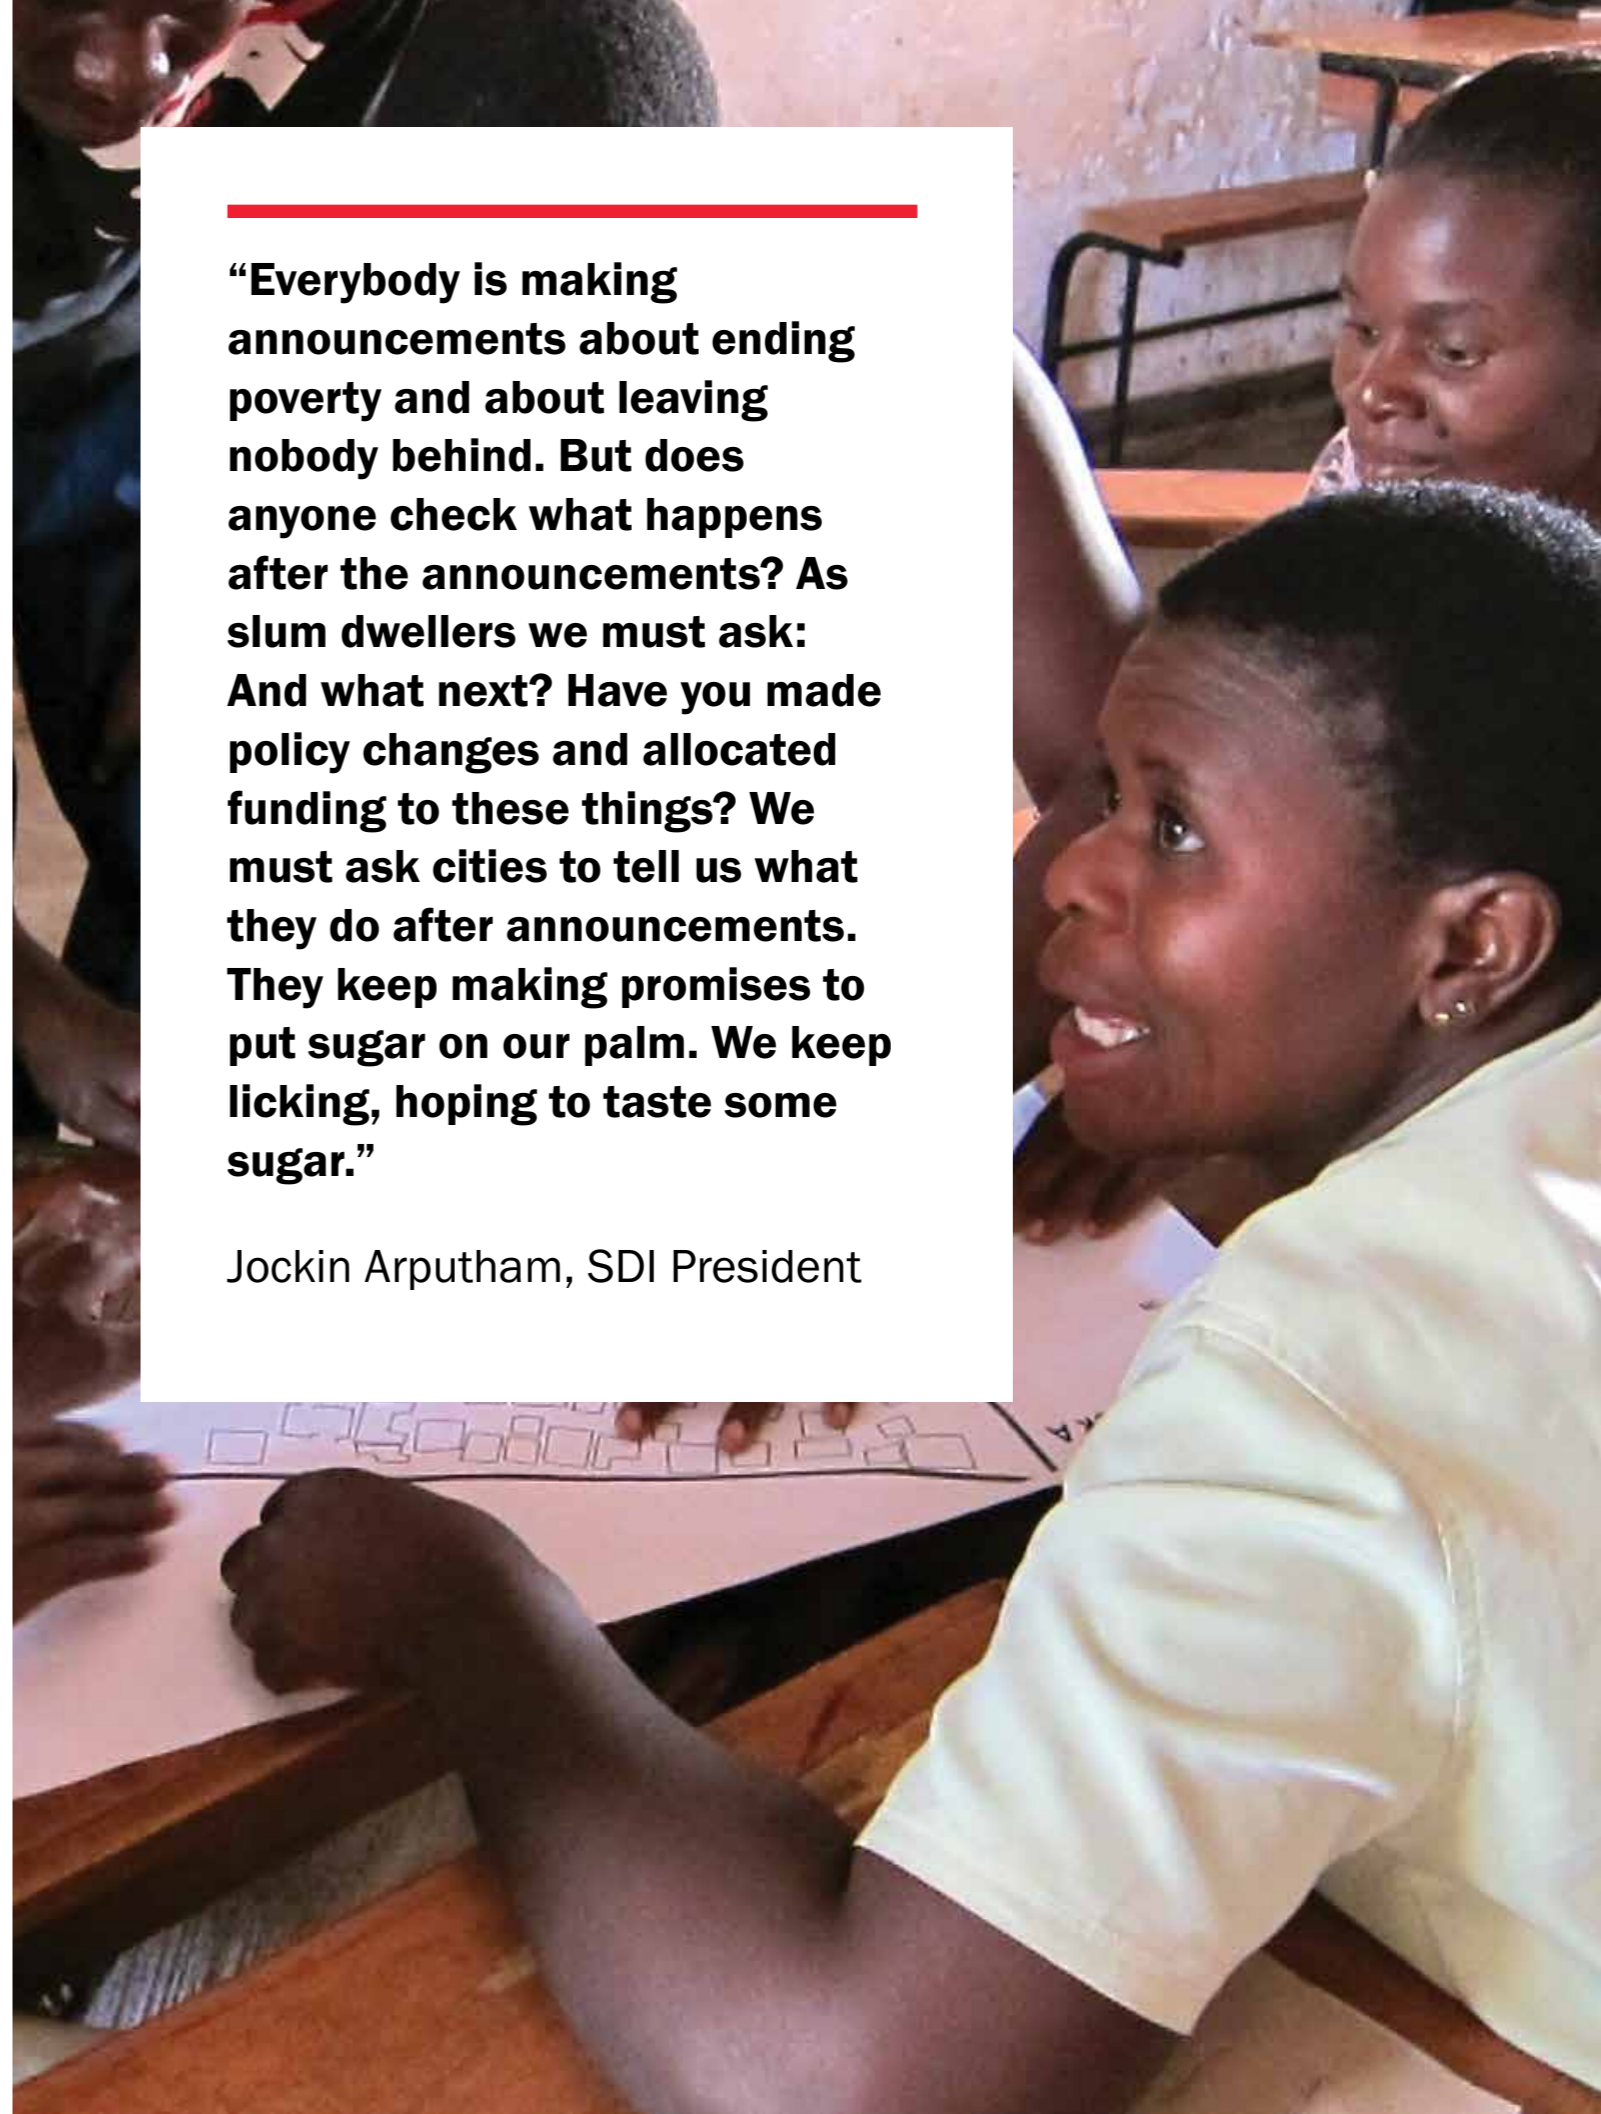 “Everybody is making
announcements about ending
poverty and about leaving
nobody behind. But does
anyone check what happens
after the announcements? As
slum dwellers we must ask:
And what next? Have you made
policy changes and allocated
funding to these things? We
must ask cities to tell us what
they do after announcements.
They keep making promises to
put sugar on our palm. We keep
licking, hoping to taste some
sugar.”
Jockin Arputham, SDI President